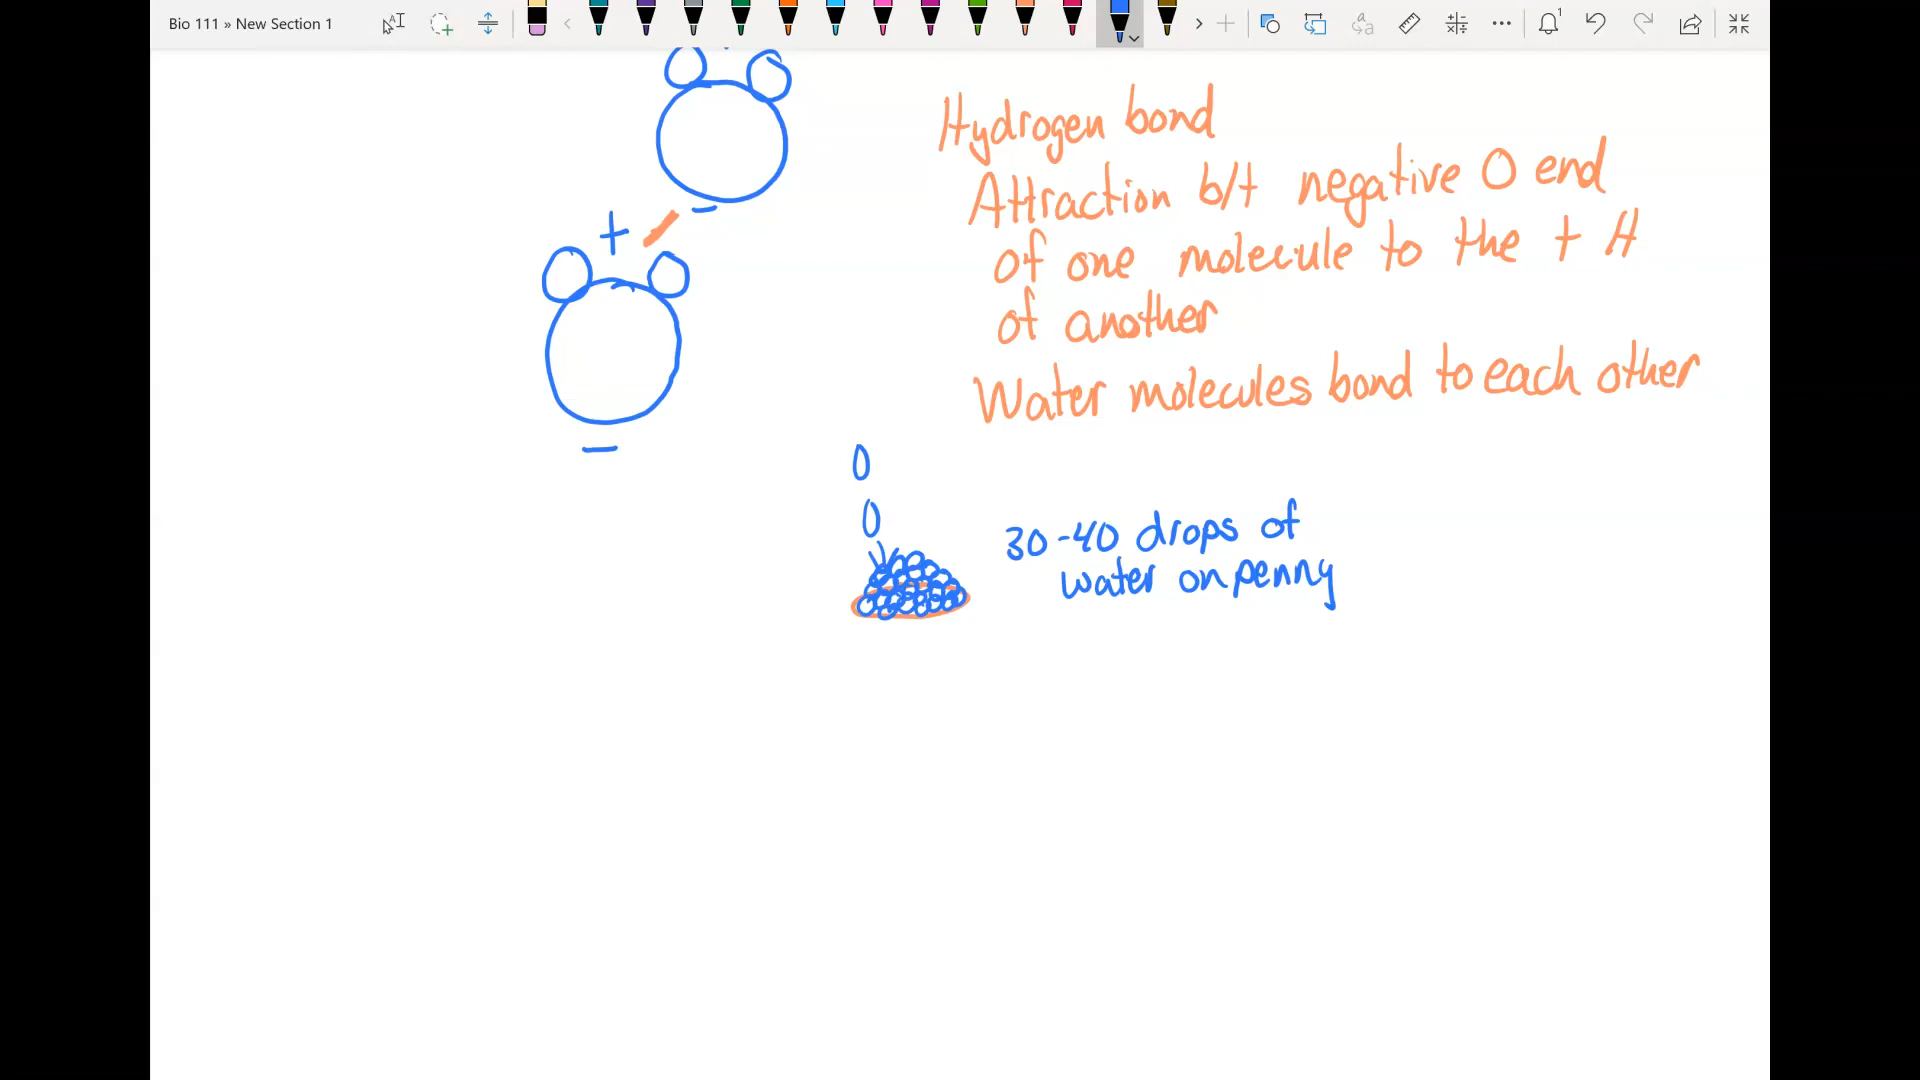 Bio 111 » New Section 1
Hydrogen bond
Attraction b/t negative O end
of one molecule to the + H
of another
Water molecules bond to each other
+
–
–
30-40 drops of
water on penny